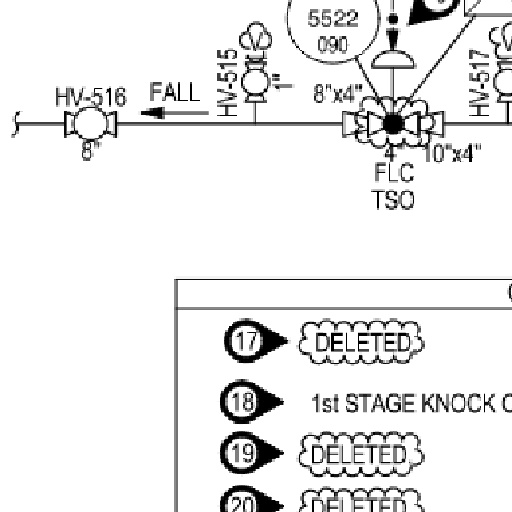 5522
090
HV-515
1"
HV-517
8"x4"
HV-516
FALL
8"
4"
10"x4"
FLC
TSO
17 DELETED
18 1st STAGE KNOCK
19 DELETED
20 DELETED